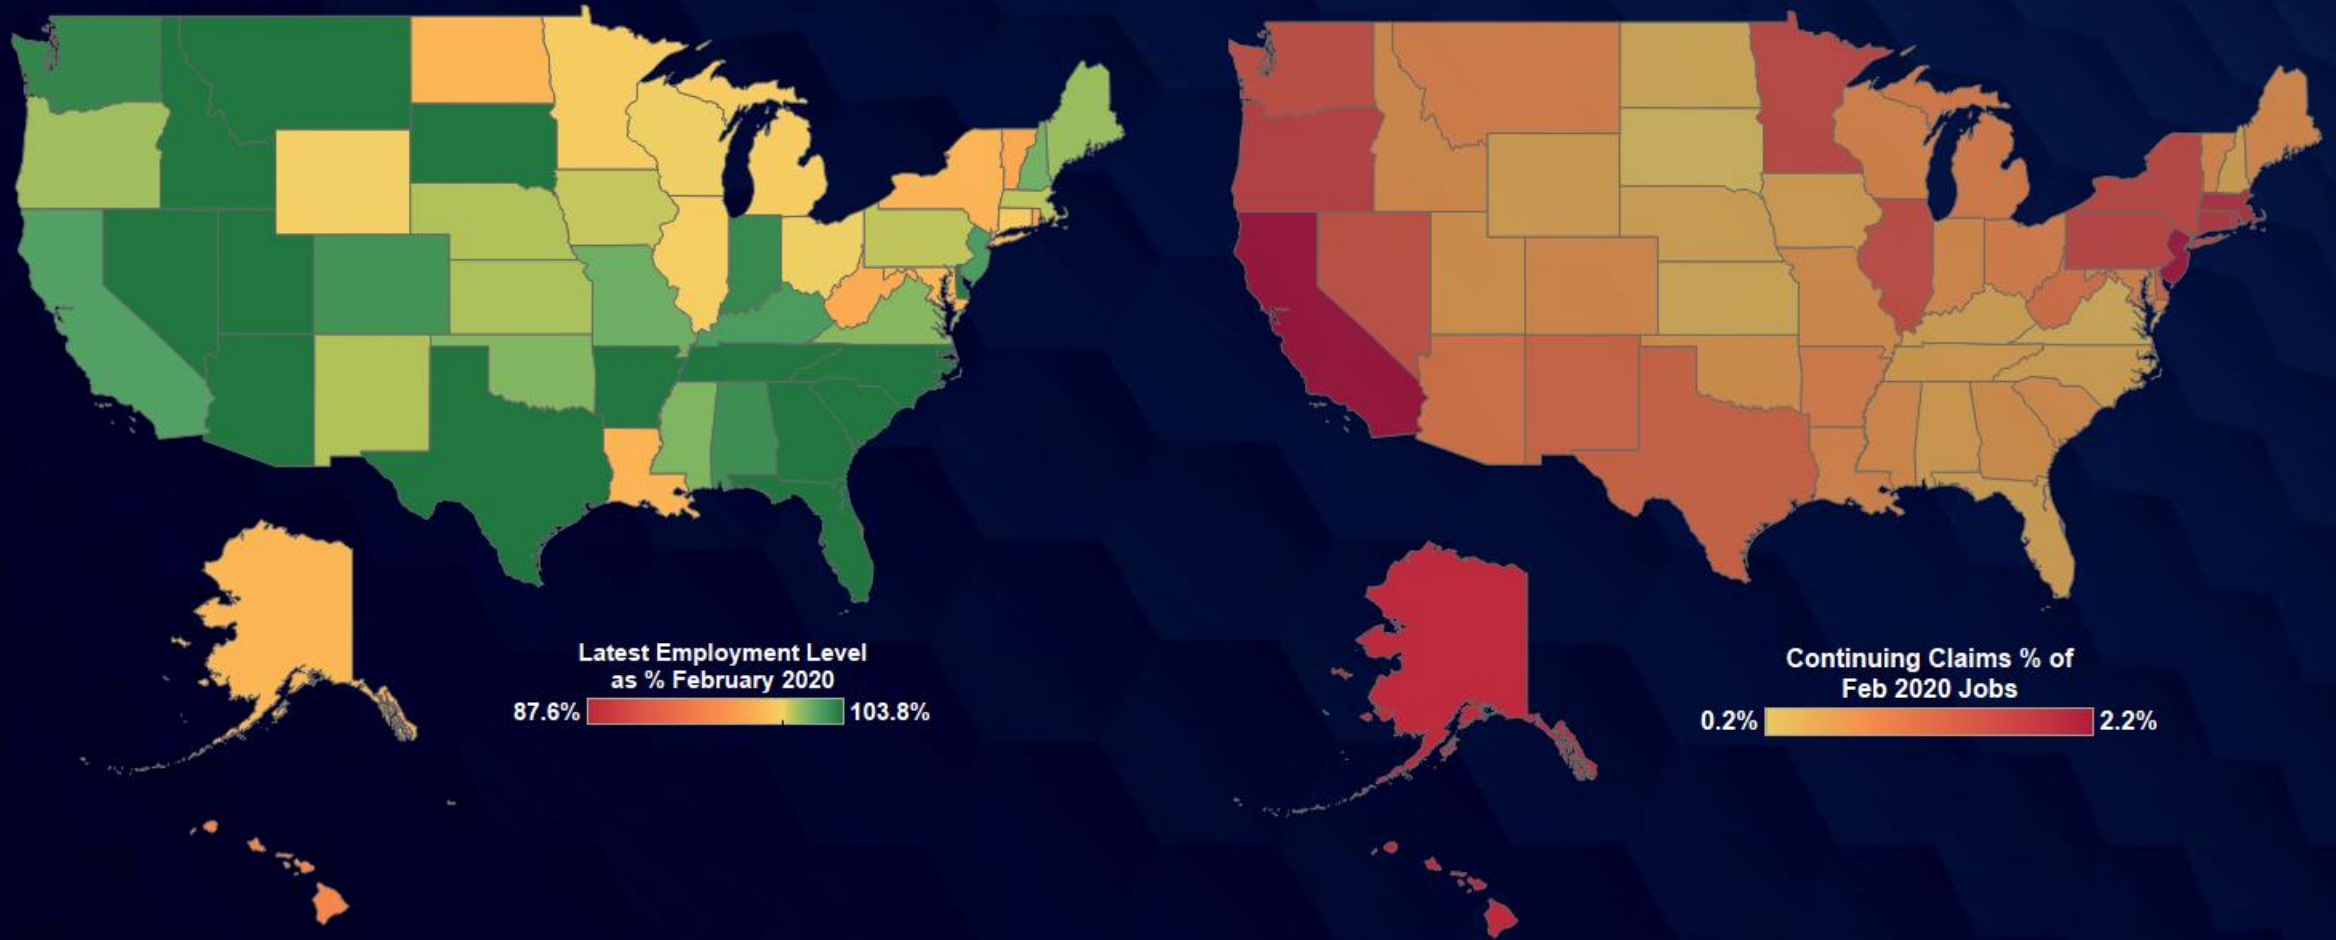 Latest Employment Level
as % February 2020
87.6% 103.8%
Continuing Claims % of
Feb 2020 Jobs
0.2% 2.2%